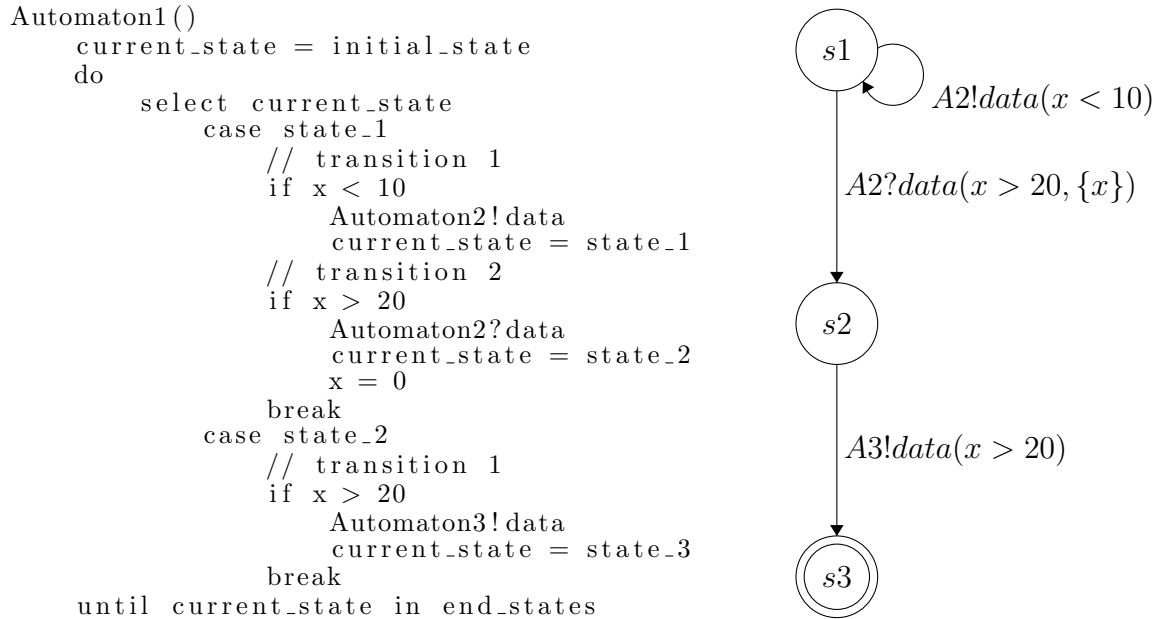 Automaton1()
current_state = initial_state
do
select current_state
case state_1
// transition 1
if x < 10
Automaton2!data
current_state = state_1
// transition 2
if x > 20
Automaton2?data
current_state = state_2
x = 0
break
case state_2
// transition 1
if x > 20
Automaton3!data
current_state = state_3
break
until current_state in end_states
s1
A2!data(x < 10)
A2?data(x > 20, {x})
s2
A3!data(x > 20)
s3